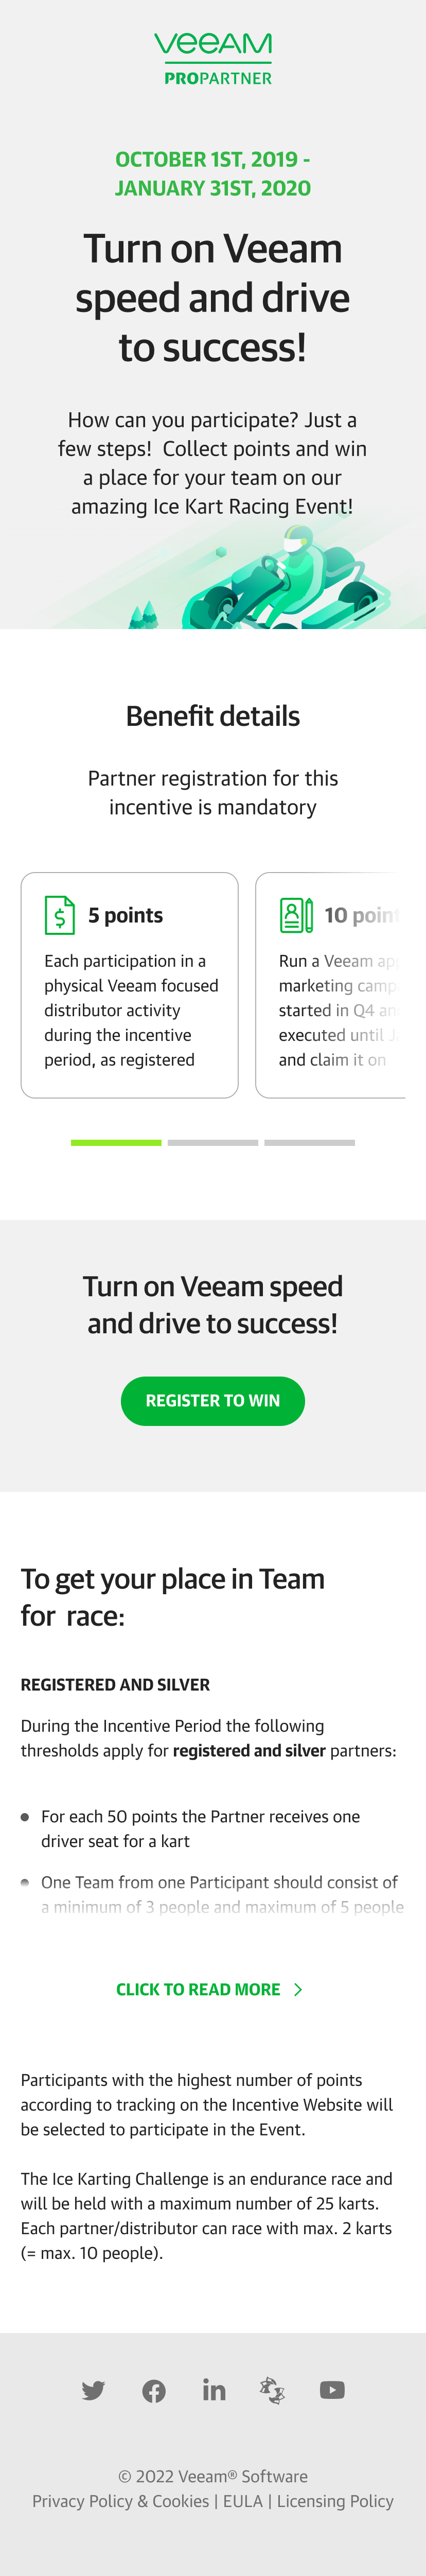 VEEAM
PROPARTNER
OCTOBER 1ST, 2019 -
JANUARY 31ST, 2020
Turn on Veeam
speed and drive
to success!
How can you participate? Just a
few steps!  Collect points and win
a place for your team on our
amazing Ice Kart Racing Event!
Benefit details
Partner registration for this
incentive is mandatory
5 points
Each participation in a
physical Veeam focused
distributor activity
during the incentive
period, as registered
10 point
Run a Veeam app
marketing camp
started in Q4 an
executed until Ja
and claim it on
Turn on Veeam speed
and drive to success!
REGISTER TO WIN
To get your place in Team
for  race:
REGISTERED AND SILVER
During the Incentive Period the following
thresholds apply for registered and silver partners:
For each 50 points the Partner receives one
driver seat for a kart
One Team from one Participant should consist of
a minimum of 3 people and maximum of 5 people
CLICK TO READ MORE
Participants with the highest number of points
according to tracking on the Incentive Website will
be selected to participate in the Event.
The Ice Karting Challenge is an endurance race and
will be held with a maximum number of 25 karts.
Each partner/distributor can race with max. 2 karts
(= max. 10 people).
© 2022 Veeam® Software
Privacy Policy & Cookies | EULA | Licensing Policy